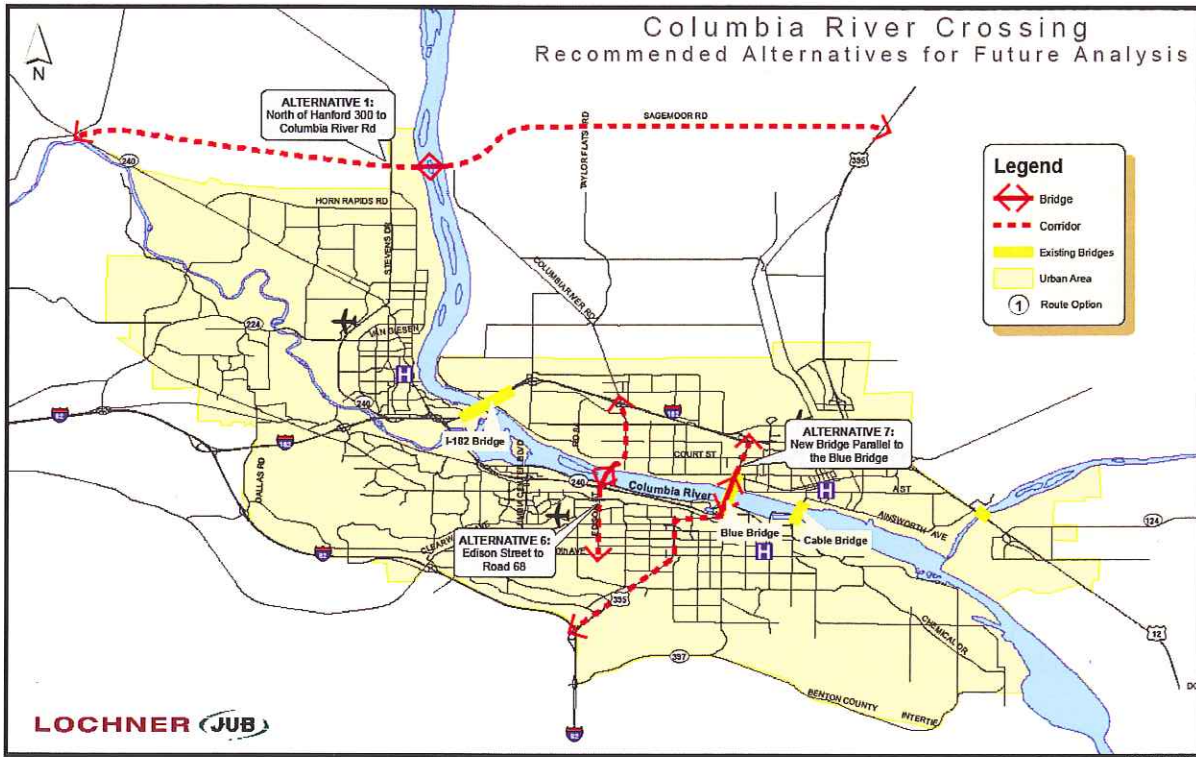 Columbia River Crossing
Recommended Alternatives for Future Analysis
N
ALTERNATIVE 1:
North of Hanford 300 to
Columbia River Rd
SAGEMOOR RD
TAYLOR FLATS RD
395
240
HORN RAPIDS RD
STEVENS DR
COLUMBIA RIVER RD
224
VAN GIESEN
H
240
182
I-182 Bridge
RD
COURT ST
182
ALTERNATIVE 7:
New Bridge Parallel to
the Blue Bridge
Legend
Bridge
Corridor
Existing Bridges
Urban Area
1 Route Option
DALLAS RD
240
Columbia River
H
A ST
AINSWORTH AVE
124
ALTERNATIVE 6:
Edison Street to
Road 68
Blue Bridge
H
Cable Bridge
82
395
CHEMICAL DR
12
397
BENTON COUNTY
INTERTIE
82
LOCHNER JUB